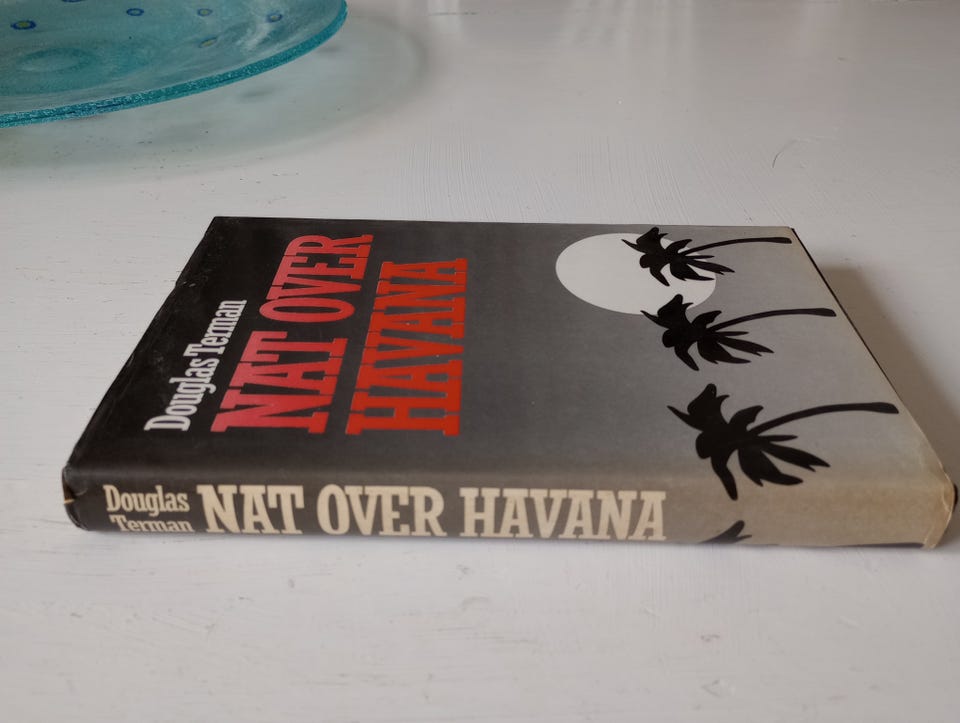 Douglas Terman
NAT OVER
HAVANA
Douglas
Terman
NAT OVER HAVANA